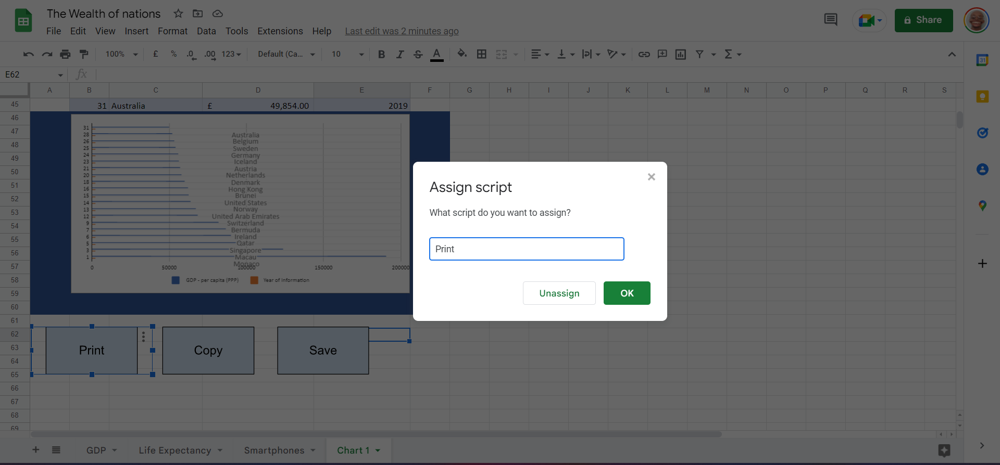 The Wealth of nations
File Edit View Insert Format Data Tools Extensions Help Last edit was 2 minutes ago
Share
100% £ % .0 .00 123 Default (Ca... 10 B I S A Σ
31
E62 fx
A B C D E F G H I J K L M N O P Q R S
45 31 Australia £ 49,854.00 2019
46
47
48
49
50
51
52
53
54
55
56
57
58
59
60
61
62
63
64
65
66
67
68
69
31 Australia
28 Belgium
26 Sweden
25 Germany
24 Iceland
23 Austria
21 Netherlands
20 Denmark
18 Hong Kong
16 Brunei
15 United States
14 Norway
13 United Arab Emirates
12 Switzerland
9 Bermuda
7 Ireland
6 Qatar
5 Singapore
3 Macau
1 Monaco
0 50000 100000 150000 200000
GDP - per capita (PPP) Year of Information
Assign script
What script do you want to assign?
Print
Unassign OK
Print Copy Save
GDP Life Expectancy Smartphones Chart 1